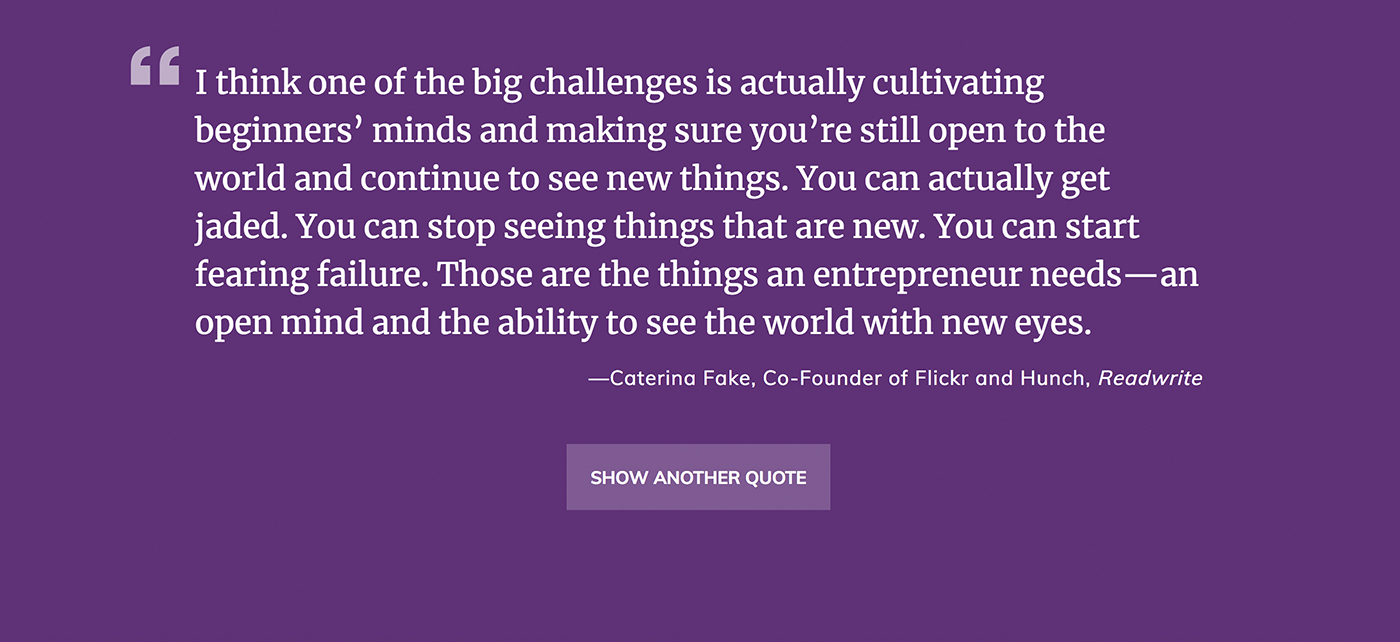 “ I think one of the big challenges is actually cultivating
beginners’ minds and making sure you’re still open to the
world and continue to see new things. You can actually get
jaded. You can stop seeing things that are new. You can start
fearing failure. Those are the things an entrepreneur needs—an
open mind and the ability to see the world with new eyes.
—Caterina Fake, Co-Founder of Flickr and Hunch, Readwrite
SHOW ANOTHER QUOTE